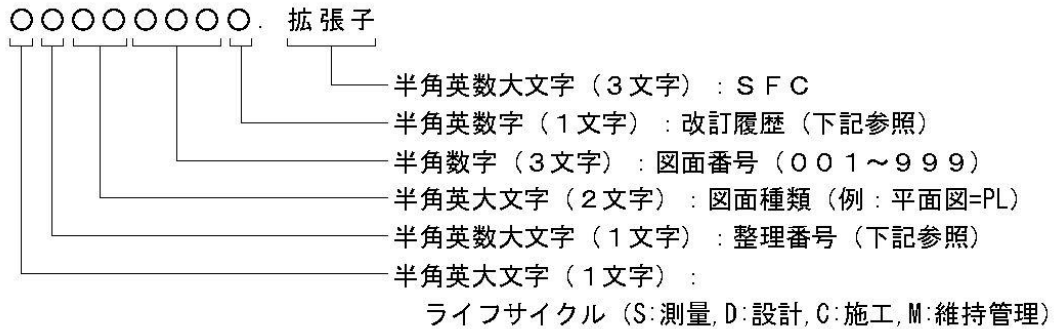 ○○○○○○○○．拡張子
半角英数大文字（３文字）：ＳＦＣ
半角英数字（１文字）：改訂履歴（下記参照）
半角数字（３文字）：図面番号（００１～９９９）
半角英大文字（２文字）：図面種類（例：平面図=PL）
半角英数大文字（１文字）：整理番号（下記参照）
半角英大文字（１文字）：
ライフサイクル（S:測量,D:設計,C:施工,M:維持管理）